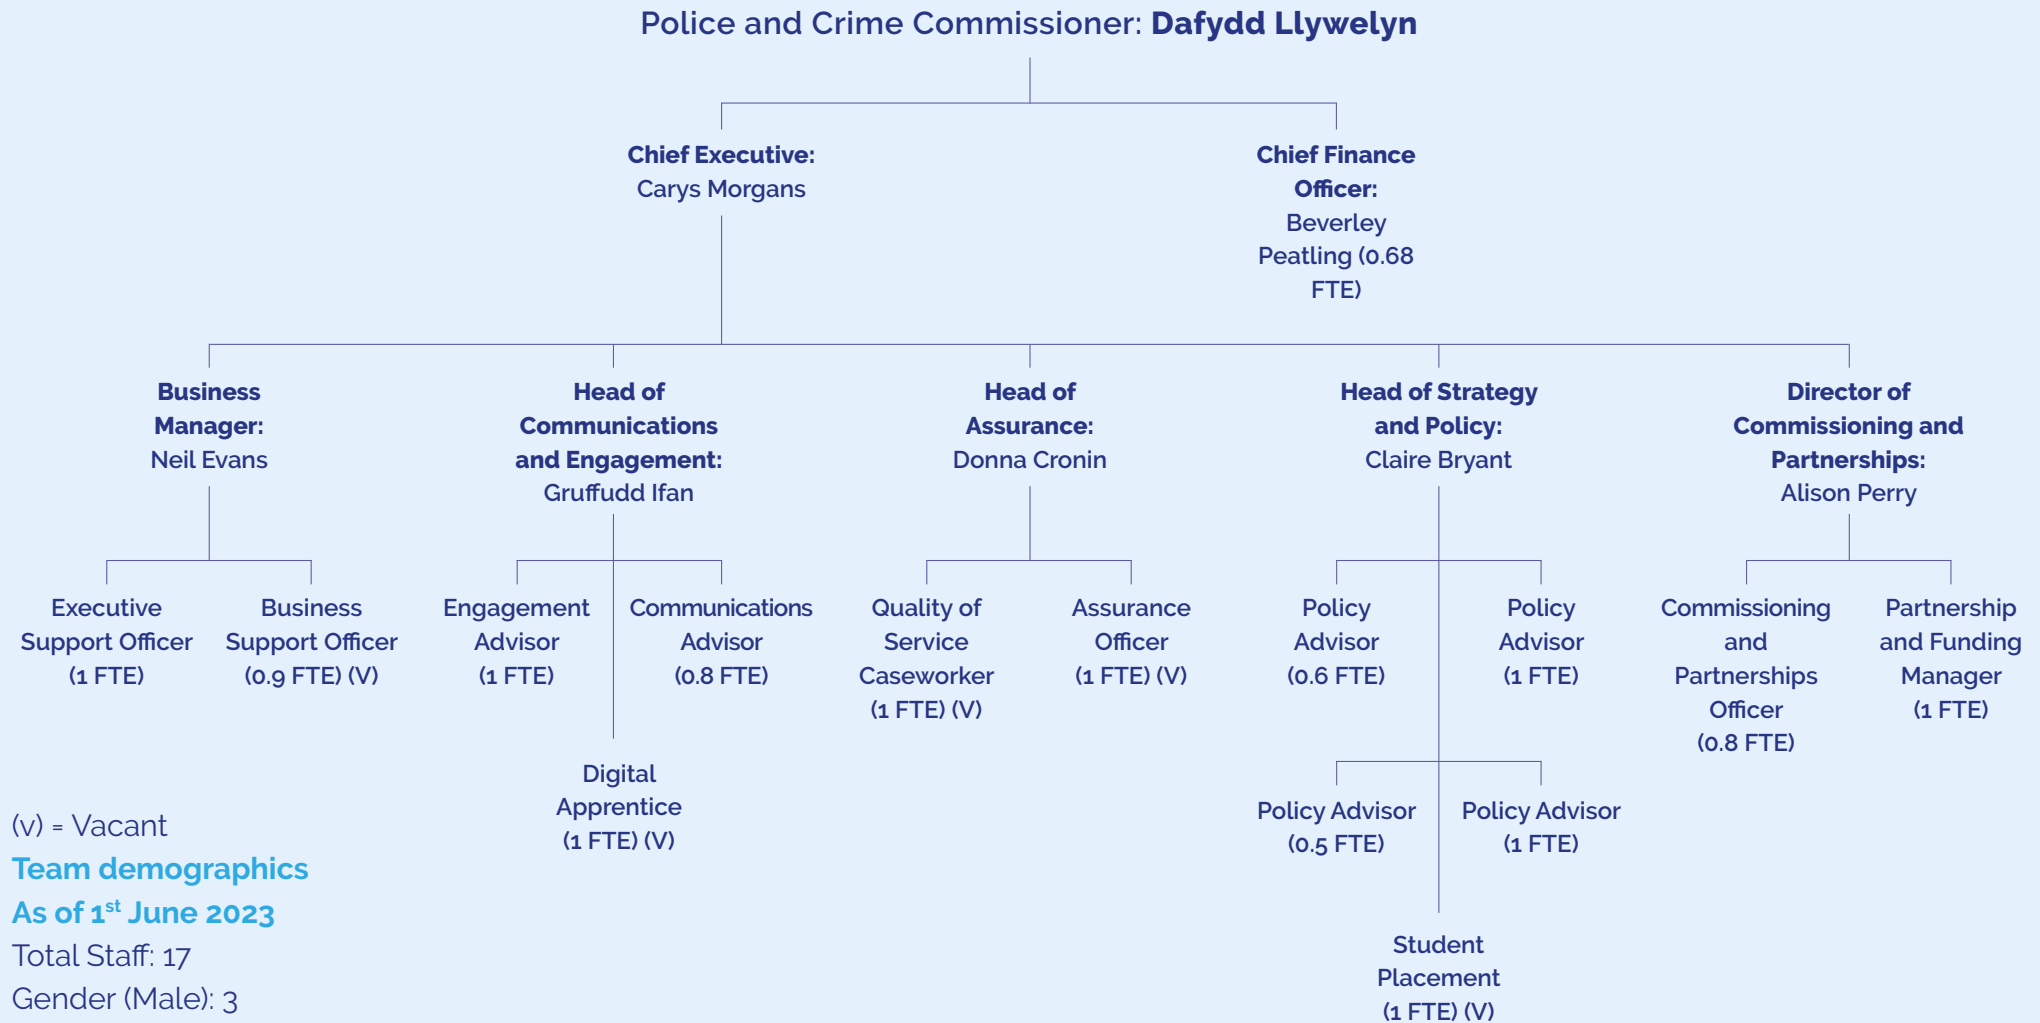 Police and Crime Commissioner: Dafydd Llywelyn
Chief Executive:
Carys Morgans
Chief Finance
Officer:
Beverley
Peatling (0.68
FTE)
Business
Manager:
Neil Evans
Head of
Communications
and Engagement:
Gruffudd Ifan
Head of
Assurance:
Donna Cronin
Head of Strategy
and Policy:
Claire Bryant
Director of
Commissioning and
Partnerships:
Alison Perry
Executive
Support Officer
(1 FTE)
Business
Support Officer
(0.9 FTE) (V)
Engagement
Advisor
(1 FTE)
Communications
Advisor
(0.8 FTE)
Digital
Apprentice
(1 FTE) (V)
Quality of
Service
Caseworker
(1 FTE) (V)
Assurance
Officer
(1 FTE) (V)
Policy
Advisor
(0.6 FTE)
Policy
Advisor
(1 FTE)
Policy Advisor
(0.5 FTE)
Policy Advisor
(1 FTE)
Student
Placement
(1 FTE) (V)
Commissioning
and
Partnerships
Officer
(0.8 FTE)
Partnership
and Funding
Manager
(1 FTE)
(v) = Vacant
Team demographics
As of 1st June 2023
Total Staff: 17
Gender (Male): 3